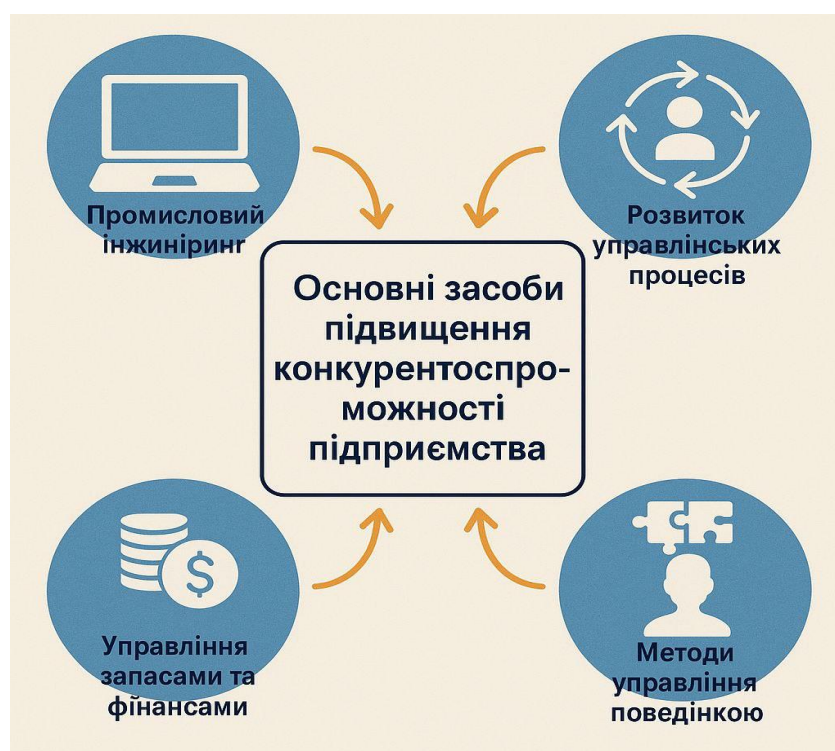 Промисловий
інжиніринг
Розвиток
управлінських
процесів
Основні засоби
підвищення
конкурентоспро-
можності
підприємства
$
Управління
запасами та
фінансами
Методи
управління
поведінкою